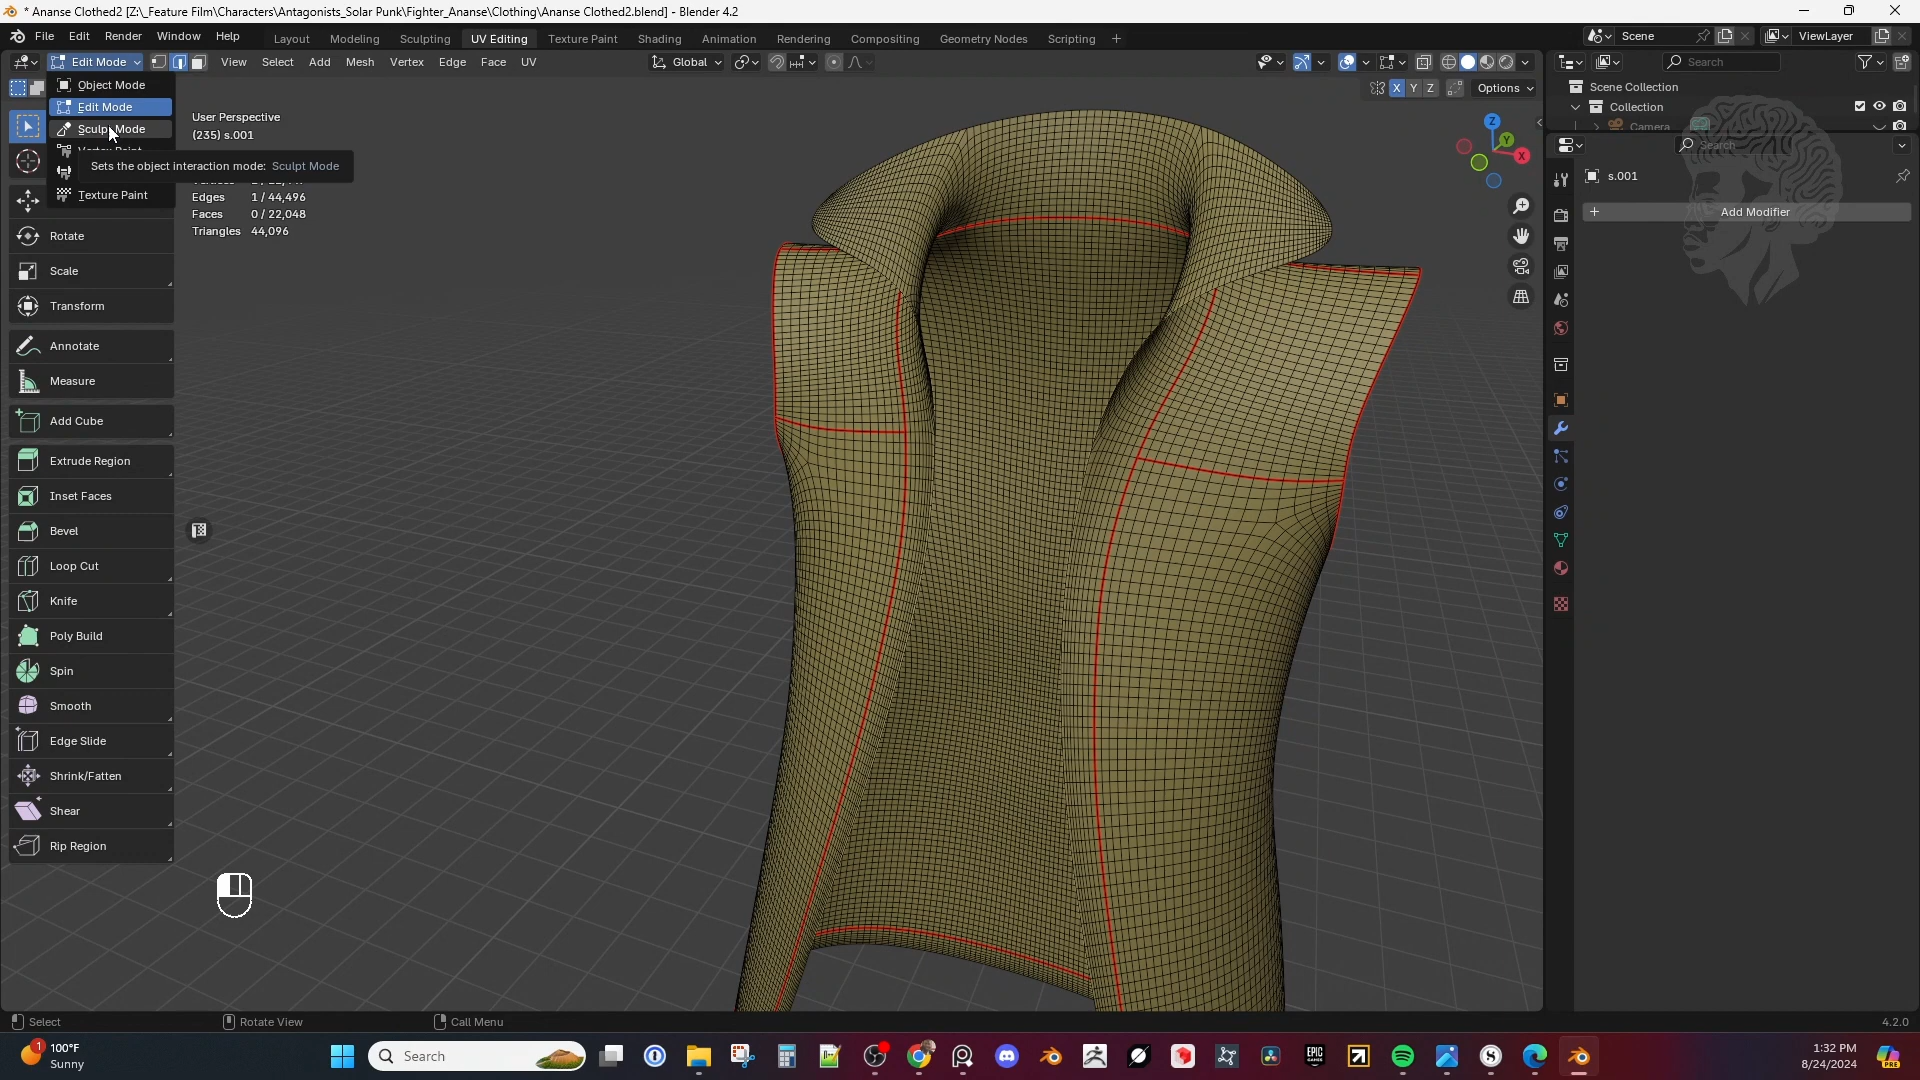 * Ananse Clothed2 [Z:\_Feature Film\Characters\Antagonists_Solar Punk\Fighter_Ananse\Clothing\Ananse Clothed2.blend] - Blender 4.2
File Edit Render Window Help Layout Modeling Sculpting UV Editing Texture Paint Shading Animation Rendering Compositing Geometry Nodes Scripting + Scene ViewLayer
Edit Mode View Select Add Mesh Vertex Edge Face UV Global Search
Object Mode X Y Z Options Scene Collection
Edit Mode Collection
User Perspective Z Y X
Camera
Sculpt Mode (235) s.001 Search
Sets the object interaction mode: Sculpt Mode s.001
Texture Paint Edges 1/44,496
Faces 0/22,048 + Add Modifier
Triangles 44,096
Rotate
Scale
Transform
Annotate
Measure
Add Cube
Extrude Region
Inset Faces
Bevel
Loop Cut
Knife
Poly Build
Spin
Smooth
Edge Slide
Shrink/Fatten
Shear
Rip Region
Select Rotate View Call Menu 4.2.0
1 100°F
Sunny
Search
EPIC GAMES
1:32 PM
8/24/2024
PRE